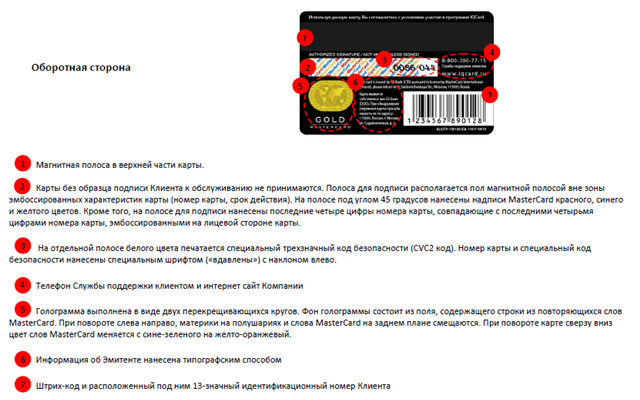 Используя данную карту, Вы соглашаетесь с условиями участия в программе IQCard
1
AUTHORIZED SIGNATURE / NOT VALID UNLESS SIGNED
Оборотная сторона
2
3
0086 044
4
8-800-200-77-15
Служба поддержки клиентов
www.iqcard.ru
5
6
7
GOLD
MASTERCARD
1 234567 890128
1 Магнитная полоса в верхней части карты.
2 Карты без образца подписи Клиента к обслуживанию не принимаются. Полоса для подписи располагается пол магнитной полосой вне зоны
эмбоссированных характеристик карты (номер карты, срок действия). На полосе под углом 45 градусов нанесены надписи MasterCard красного, синего
и желтого цветов. Кроме того, на полосе для подписи нанесены последние четыре цифры номера карты, совпадающие с последними четырьмя
цифрами номера карты, эмбоссированными на лицевой стороне карты.
3 На отдельной полосе белого цвета печатается специальный трехзначный код безопасности (CVC2 код). Номер карты и специальный код
безопасности нанесены специальным шрифтом («вдавлены») с наклоном влево.
4 Телефон Службы поддержки клиентом и интернет сайт Компании
5 Голограмма выполнена в виде двух перекрещивающихся кругов. Фон голограммы состоит из поля, содержащего строки из повторяющихся слов
MasterCard. При повороте слева направо, материки на полушариях и слова MasterCard на заднем плане смещаются. При повороте карте сверху вниз
цвет слов MasterCard меняется с сине-зеленого на желто-оранжевый.
6 Информация об Эмитенте нанесена типографским способом
7 Штрих-код и расположенный под ним 13-значный идентификационный номер Клиента